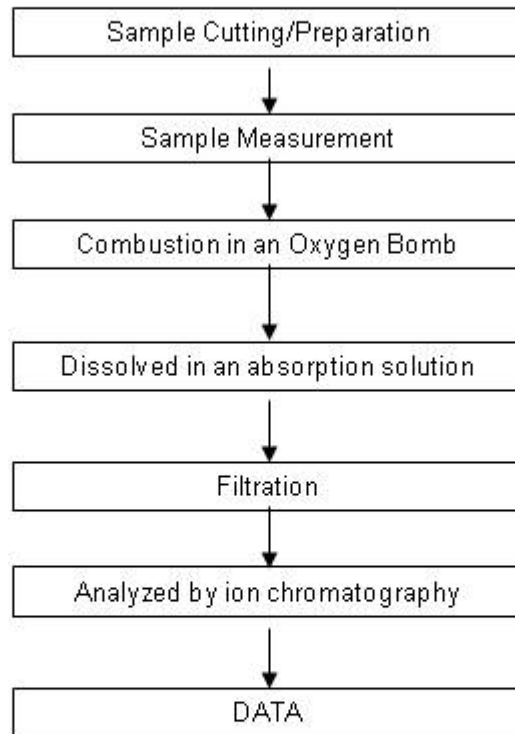 Sample Cutting/Preparation
Sample Measurement
Combustion in an Oxygen Bomb
Dissolved in an absorption solution
Filtration
Analyzed by ion chromatography
DATA